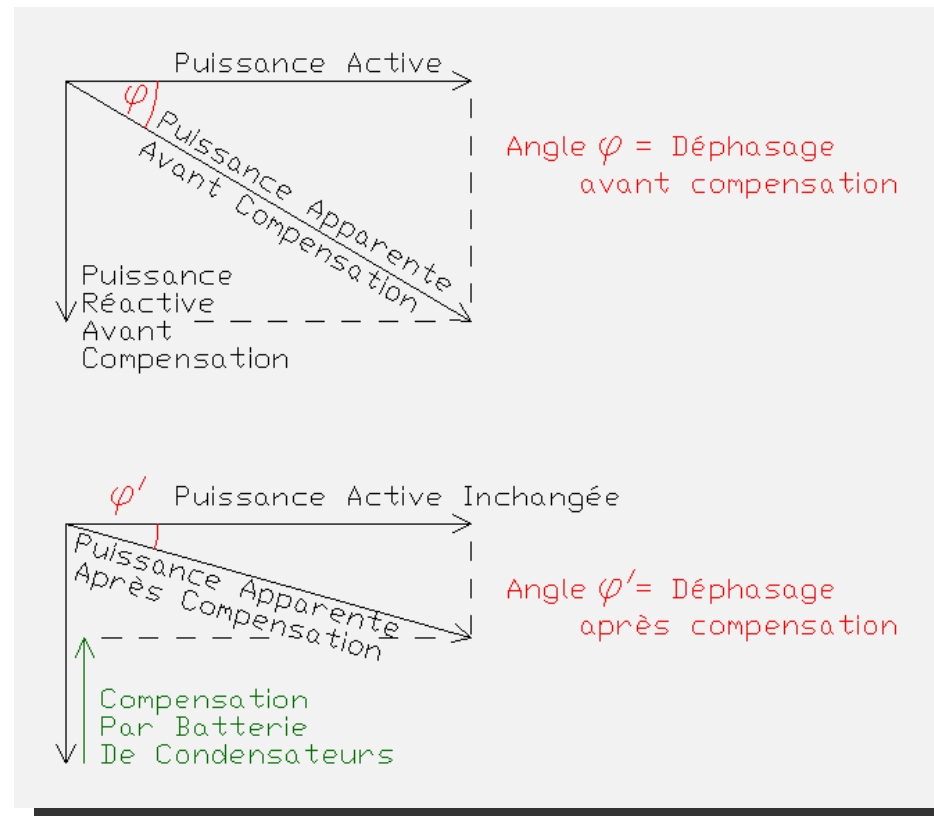 Puissance Active
φ
Puissance Apparente
Avant Compensation
Angle φ = Déphasage
avant compensation
Puissance
Réactive
Avant
Compensation
φ' Puissance Active Inchangée
Puissance Apparente
Après Compensation
Angle φ'= Déphasage
après compensation
Compensation
Par Batterie
De Condensateurs